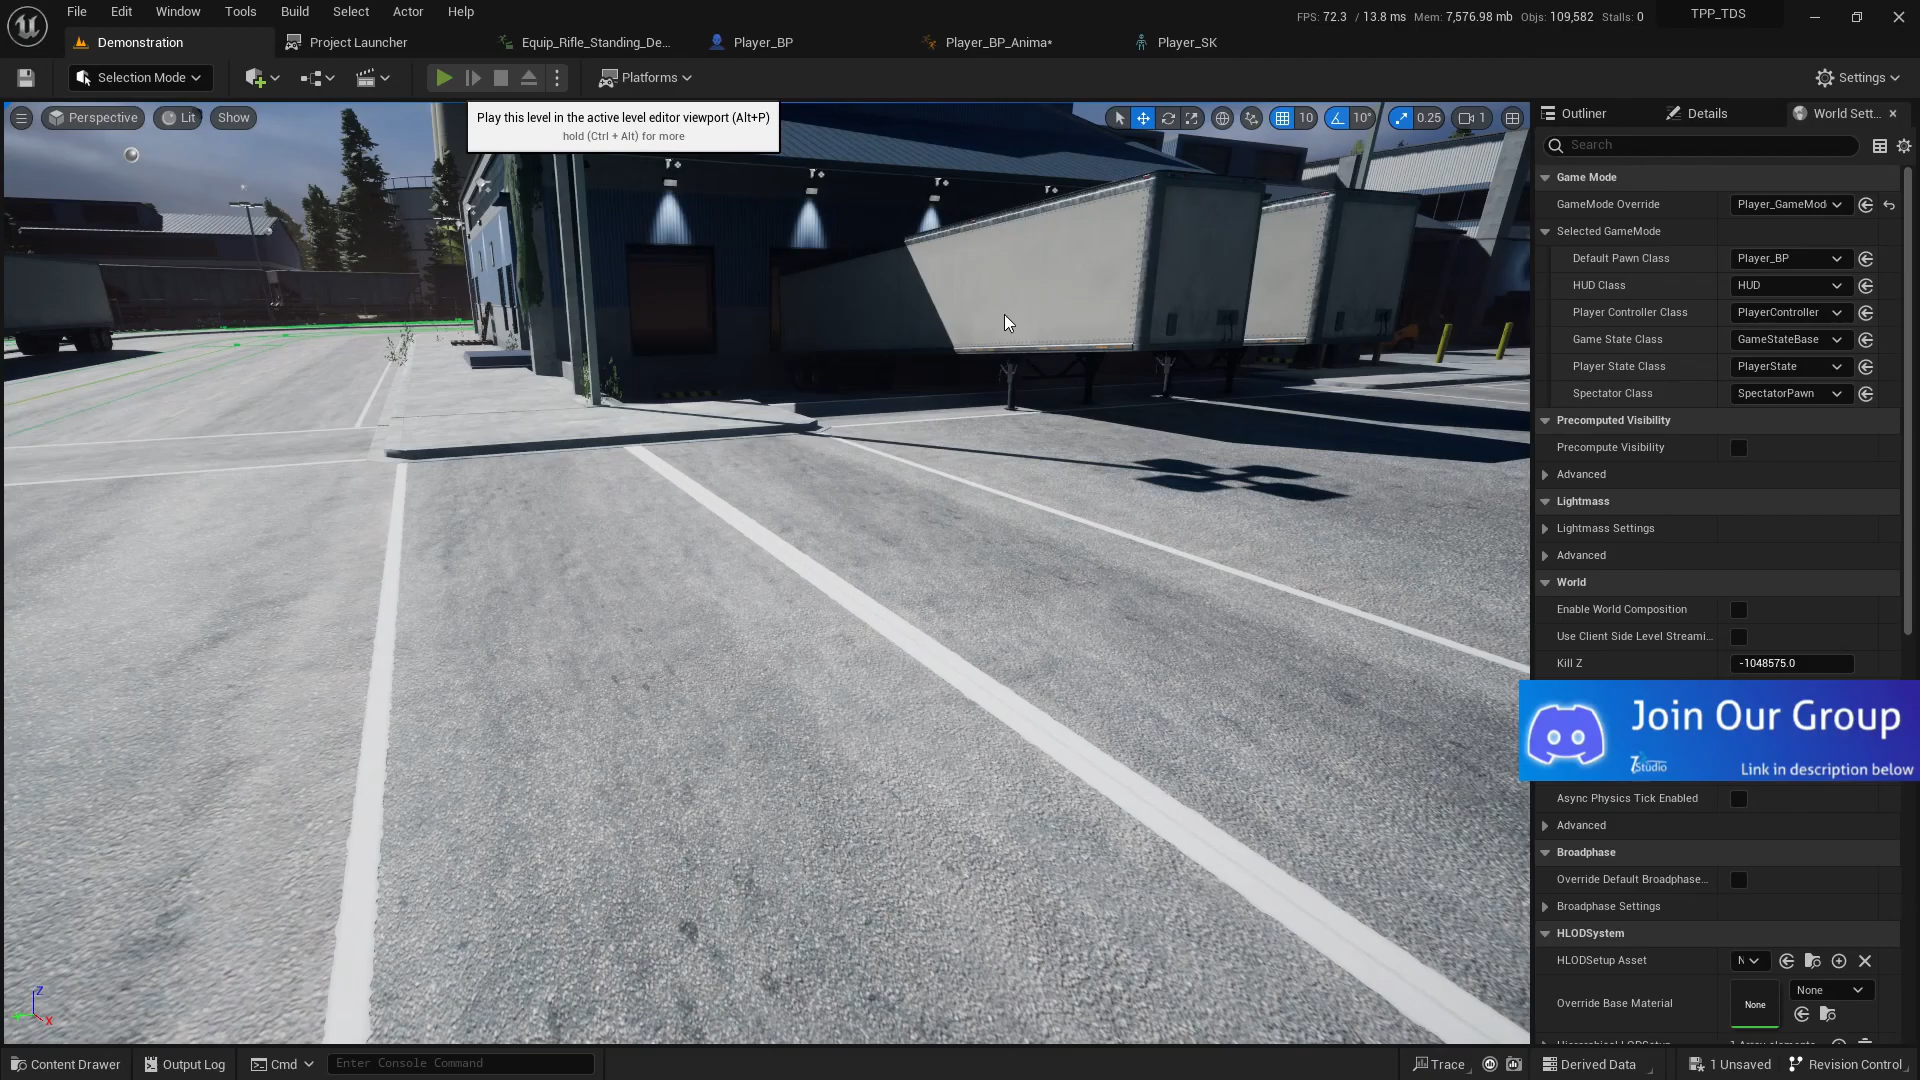 File Edit Window Tools Build Select Actor Help
FPS: 72.3 / 13.8 ms Mem: 7,576.98 mb Objs: 109,582 Stalls: 0
TPP_TDS
Demonstration
Project Launcher
Equip_Rifle_Standing_De...
Player_BP
Player_BP_Anima*
Player_SK
Selection Mode
Platforms
Settings
Perspective
Lit
Show
Play this level in the active level editor viewport (Alt+P)
hold (Ctrl + Alt) for more
10
10°
0.25
1
Outliner
Details
World Sett...
Search
Game Mode
GameMode Override Player_GameMod
Selected GameMode
Default Pawn Class Player_BP
HUD Class HUD
Player Controller Class PlayerController
Game State Class GameStateBase
Player State Class PlayerState
Spectator Class SpectatorPawn
Precomputed Visibility
Precompute Visibility
Advanced
Lightmass
Lightmass Settings
Advanced
World
Enable World Composition
Use Client Side Level Streami...
Kill Z -1048575.0
Join Our Group
7 Studio
Link in description below
Async Physics Tick Enabled
Advanced
Broadphase
Override Default Broadphase...
Broadphase Settings
HLODSystem
HLODSetup Asset N
Override Base Material None None
Z
X
Content Drawer
Output Log
Cmd
Enter Console Command
Trace
Derived Data
1 Unsaved
Revision Control